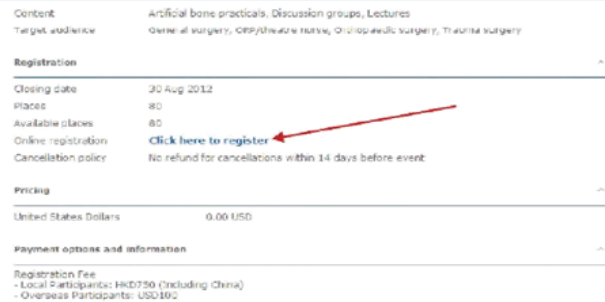 Content Artificial bone practicals, Discussion groups, Lectures
Target audience General surgery, ORP/theatre nurse, Orthopaedic surgery, Trauma surgery
Registration
Closing date 30 Aug 2012
Places 80
Available places 80
Online registration Click here to register
Cancellation policy No refund for cancellations within 14 days before event
Pricing
United States Dollars 0.00 USD
Payment options and information
Registration Fee
- Local Participants: HKD750 (Including China)
- Overseas Participants: USD100